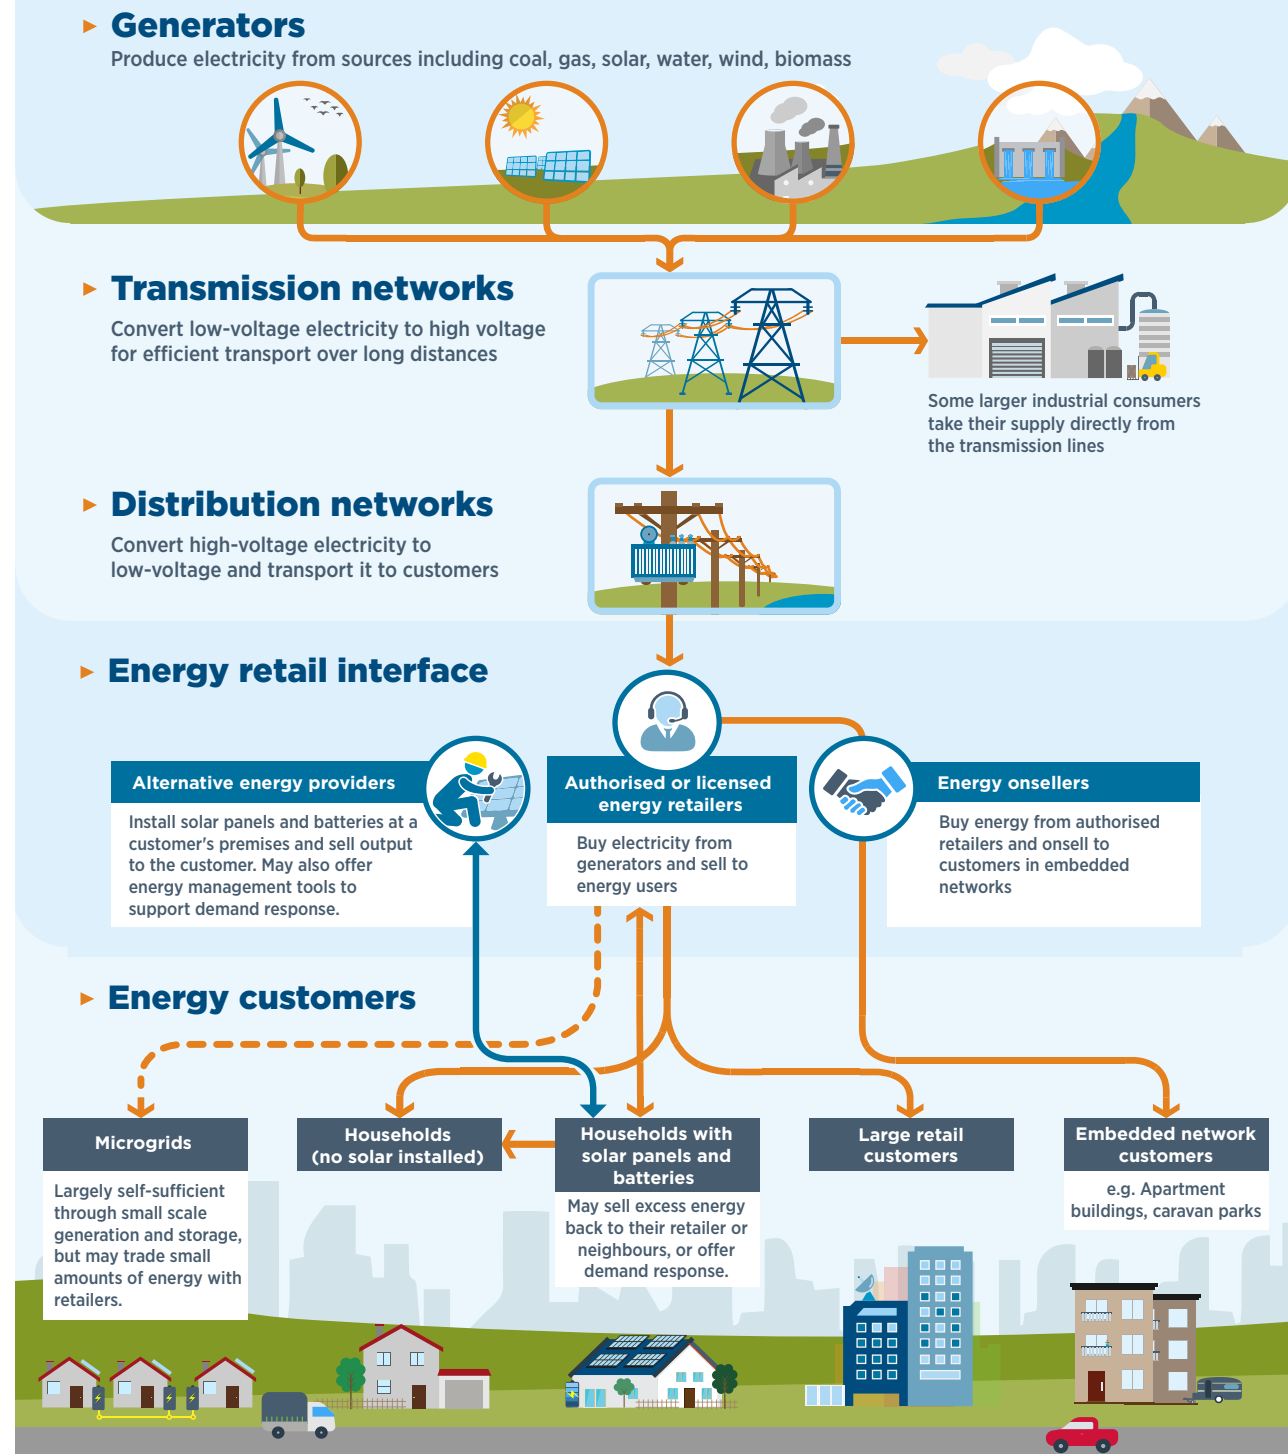 Generators
Produce electricity from sources including coal, gas, solar, water, wind, biomass
Transmission networks
Convert low-voltage electricity to high voltage
for efficient transport over long distances
Some larger industrial consumers
take their supply directly from
the transmission lines
Distribution networks
Convert high-voltage electricity to
low-voltage and transport it to customers
Energy retail interface
Alternative energy providers
Install solar panels and batteries at a
customer's premises and sell output
to the customer. May also offer
energy management tools to
support demand response.
Authorised or licensed
energy retailers
Buy electricity from
generators and sell to
energy users
Energy onsellers
Buy energy from authorised
retailers and onsell to
customers in embedded
networks
Energy customers
Microgrids
Largely self-sufficient
through small scale
generation and storage,
but may trade small
amounts of energy with
retailers.
Households
(no solar installed)
Households with
solar panels and
batteries
May sell excess energy
back to their retailer or
neighbours, or offer
demand response.
Large retail
customers
Embedded network
customers
e.g. Apartment
buildings, caravan parks